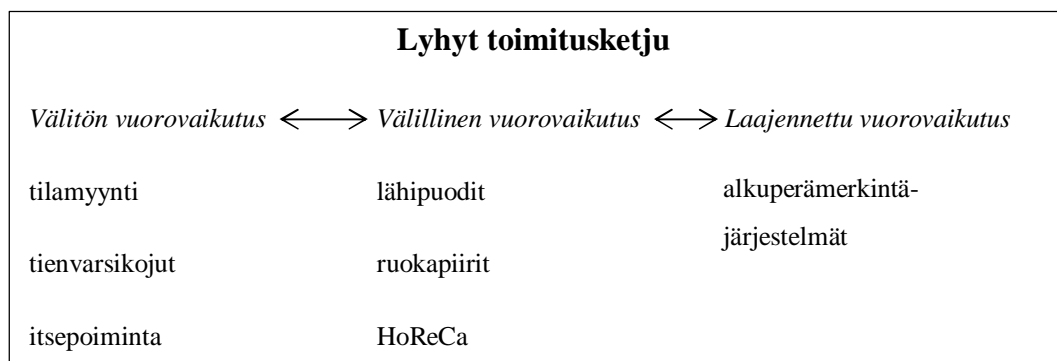 Lyhyt toimitusketju
Välitön vuorovaikutus Välillinen vuorovaikutus Laajennettu vuorovaikutus
tilamyynti lähipuodit alkuperämerkintä-
järjestelmät
tienvarsikojut ruokapiirit
itsepoiminta HoReCa